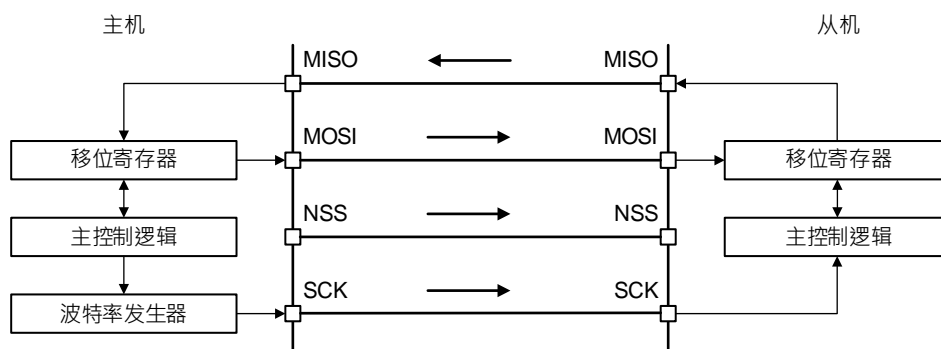 主机
从机
MISO
MISO
MOSI
MOSI
移位寄存器
移位寄存器
NSS
NSS
主控制逻辑
主控制逻辑
SCK
SCK
波特率发生器